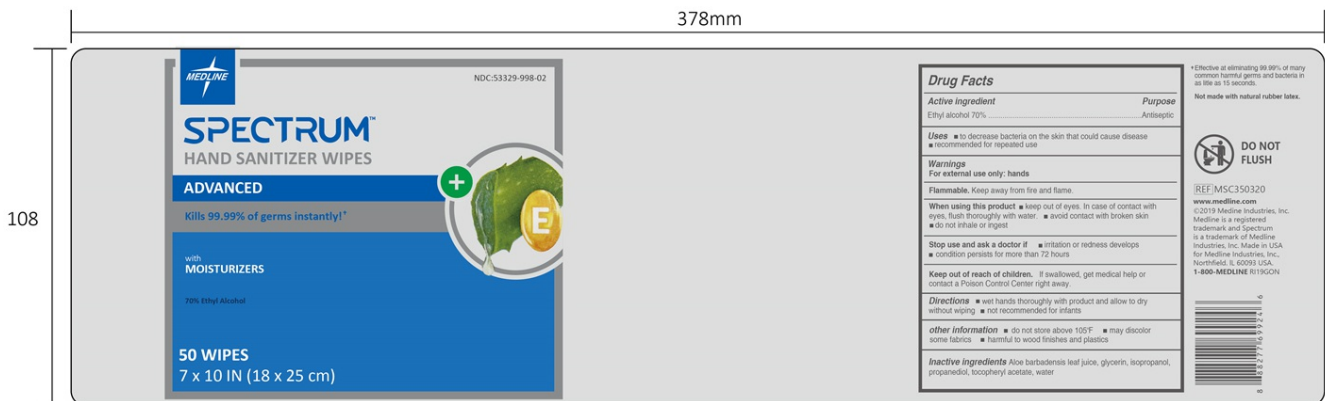 378mm
108
MEDLINE
NDC:53329-998-02
SPECTRUM™
HAND SANITIZER WIPES
ADVANCED
Kills 99.99% of germs instantly!+
E
with
MOISTURIZERS
70% Ethyl Alcohol
50 WIPES
7 x 10 IN (18 x 25 cm)
Drug Facts
Active ingredient Purpose
Ethyl alcohol 70% ........ Antiseptic
Uses ■ to decrease bacteria on the skin that could cause disease
■ recommended for repeated use
Warnings
For external use only: hands
Flammable. Keep away from fire and flame.
When using this product ■ keep out of eyes. In case of contact with
eyes, flush thoroughly with water. ■ avoid contact with broken skin
■ do not inhale or ingest
Stop use and ask a doctor if ■ irritation or redness develops
■ condition persists for more than 72 hours
Keep out of reach of children. If swallowed, get medical help or
contact a Poison Control Center right away.
Directions ■ wet hands thoroughly with product and allow to dry
without wiping ■ not recommended for infants
other information ■ do not store above 105°F ■ may discolor
some fabrics ■ harmful to wood finishes and plastics
Inactive ingredients Aloe barbadensis leaf juice, glycerin, isopropanol,
propanediol, tocopheryl acetate, water
+Effective at eliminating 99.99% of many
common harmful germs and bacteria in
as litle as 15 seconds.
Not made with natural rubber latex.
DO NOT
FLUSH
REF MSC350320
www.medline.com
©2019 Medine Industries, Inc.
Medline is a registered
trademark and Spectrum
is a trademark of Medline
Industries, Inc. Made in USA
for Medline Industries, Inc.,
Northfield. IL 60093 USA.
1-800-MEDLINE RI19GON
8 88277 69924 6